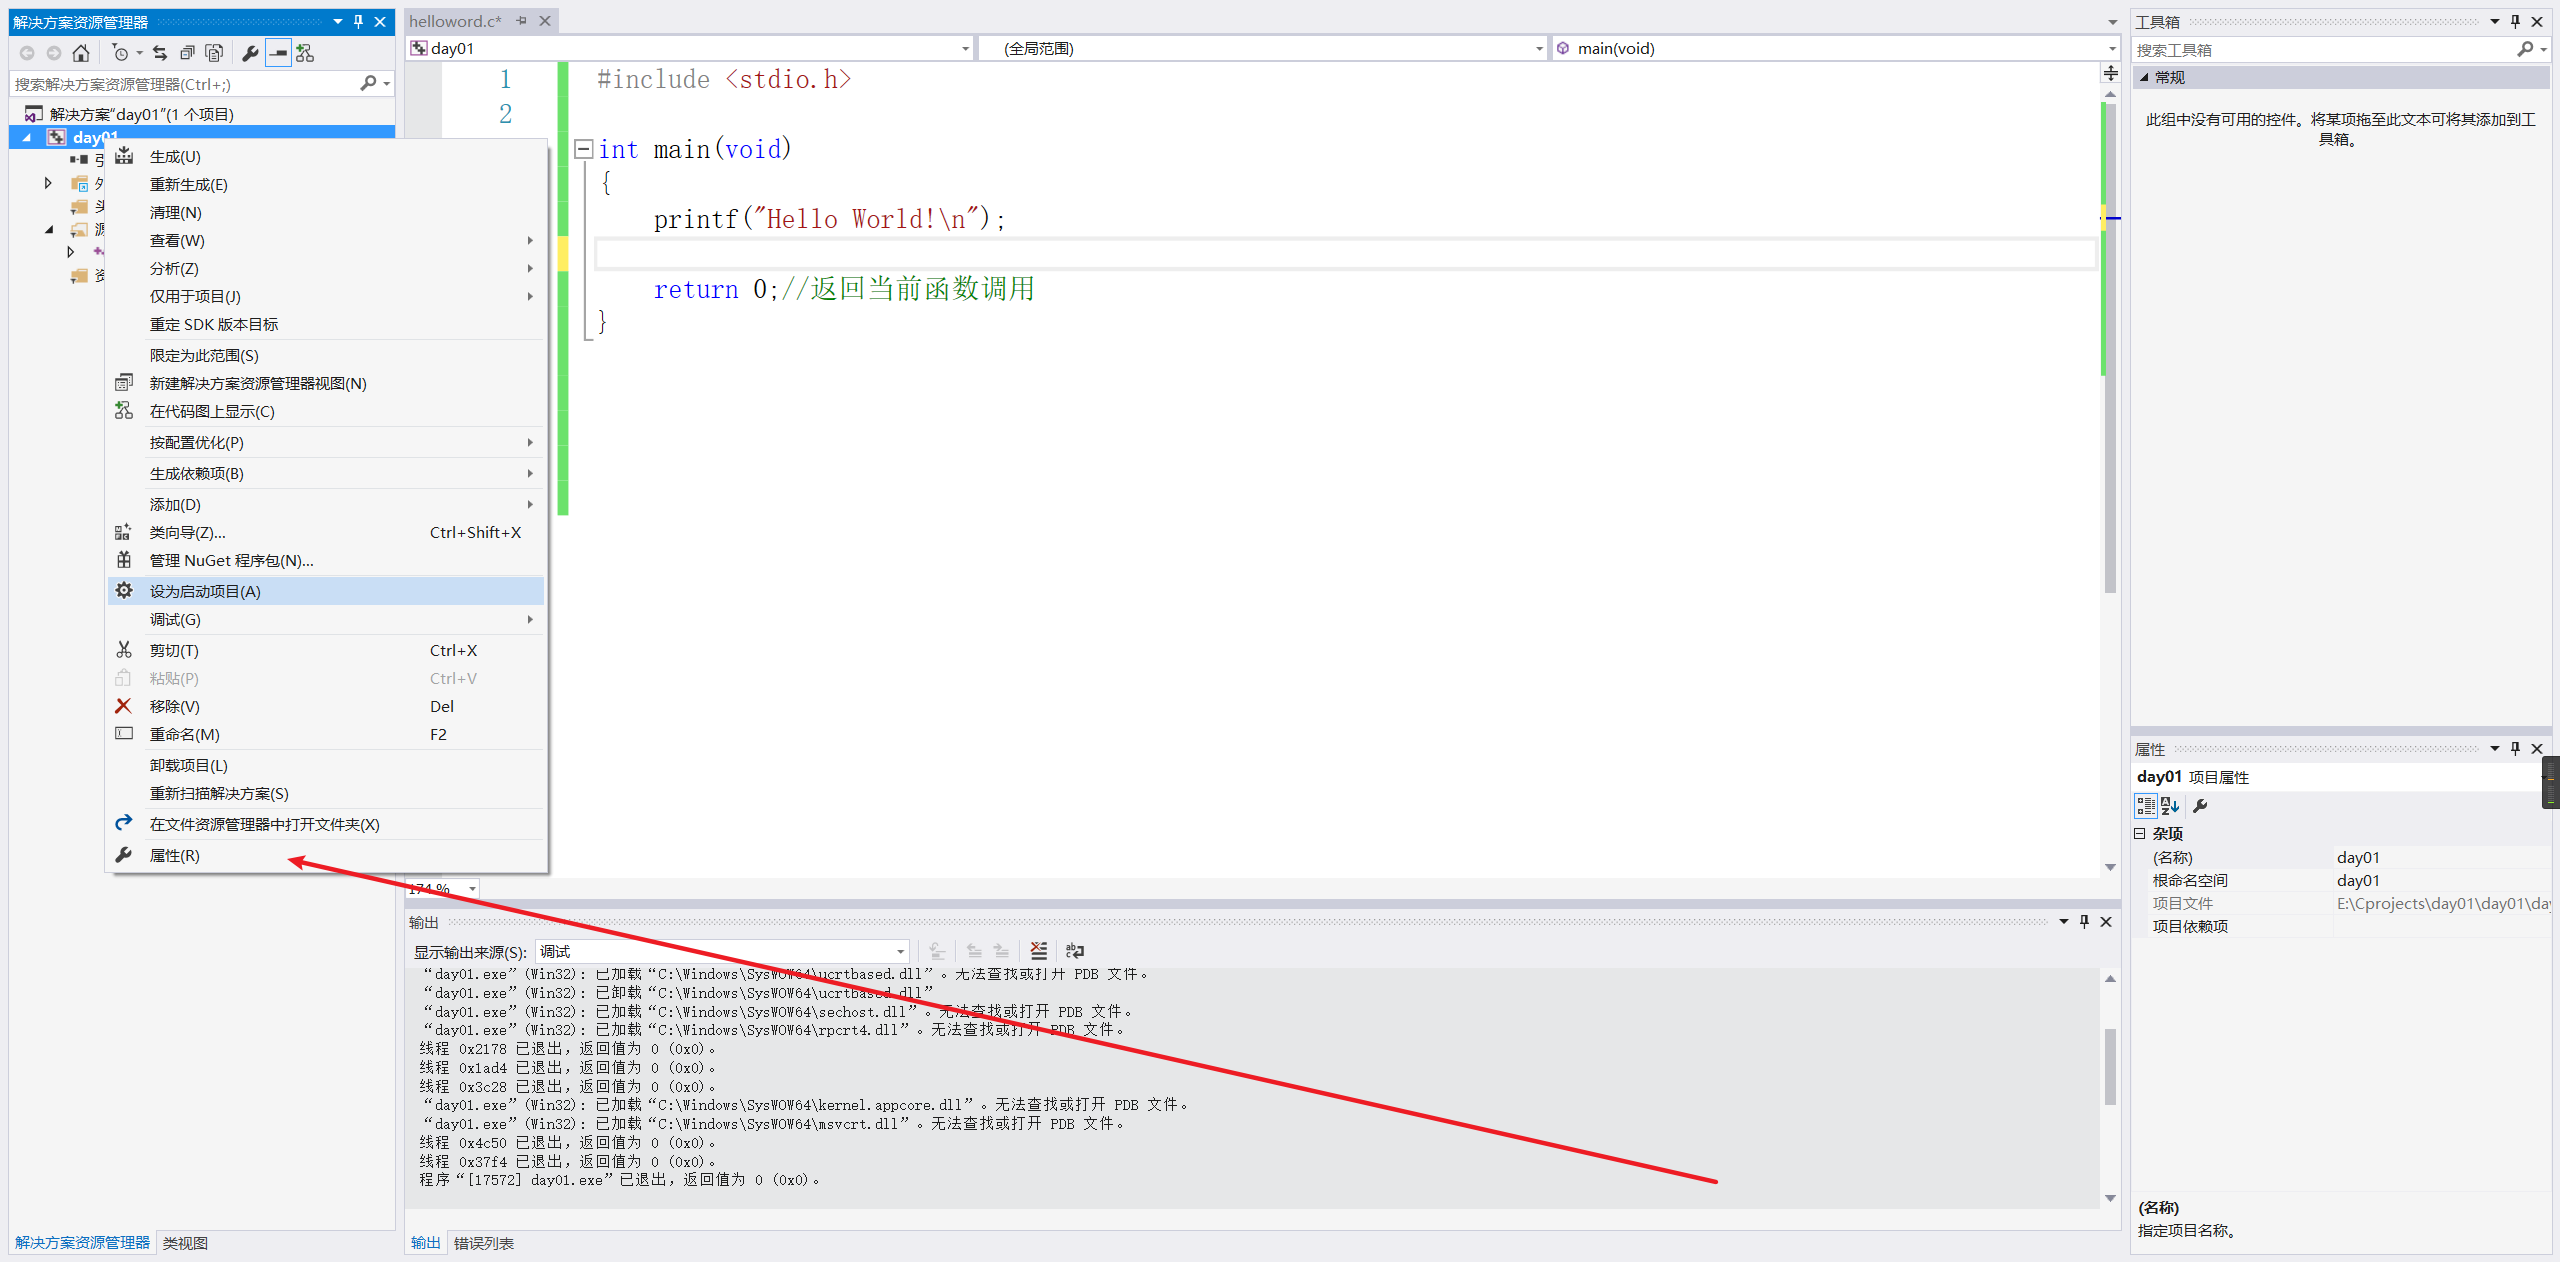 解决方案资源管理器
搜索解决方案资源管理器(Ctrl+;)
解决方案“day01”(1 个项目)
day01
生成(U)
重新生成(E)
清理(N)
查看(W)
分析(Z)
仅用于项目(J)
重定 SDK 版本目标
限定为此范围(S)
新建解决方案资源管理器视图(N)
在代码图上显示(C)
按配置优化(P)
生成依赖项(B)
添加(D)
类向导(Z)... Ctrl+Shift+X
管理 NuGet 程序包(N)...
设为启动项目(A)
调试(G)
剪切(T) Ctrl+X
粘贴(P) Ctrl+V
移除(V) Del
重命名(M) F2
卸载项目(L)
重新扫描解决方案(S)
在文件资源管理器中打开文件夹(X)
属性(R)
解决方案资源管理器 类视图
helloword.c*
day01 (全局范围) main(void)
1 #include <stdio.h>
2
int main(void)
{
printf("Hello World!\n");
return 0;//返回当前函数调用
}
174 %
输出
显示输出来源(S): 调试
“day01.exe”(Win32): 已加载“C:\Windows\SysWOW64\ucrtbased.dll”。无法查找或打开 PDB 文件。
“day01.exe”(Win32): 已卸载“C:\Windows\SysWOW64\ucrtbased.dll”
“day01.exe”(Win32): 已加载“C:\Windows\SysWOW64\sechost.dll”。无法查找或打开 PDB 文件。
“day01.exe”(Win32): 已加载“C:\Windows\SysWOW64\rpcrt4.dll”。无法查找或打开 PDB 文件。
线程 0x2178 已退出，返回值为 0 (0x0)。
线程 0x1ad4 已退出，返回值为 0 (0x0)。
线程 0x3c28 已退出，返回值为 0 (0x0)。
“day01.exe”(Win32): 已加载“C:\Windows\SysWOW64\kernel.appcore.dll”。无法查找或打开 PDB 文件。
“day01.exe”(Win32): 已加载“C:\Windows\SysWOW64\msvcrt.dll”。无法查找或打开 PDB 文件。
线程 0x4c50 已退出，返回值为 0 (0x0)。
线程 0x37f4 已退出，返回值为 0 (0x0)。
程序“[17572] day01.exe”已退出，返回值为 0 (0x0)。
输出 错误列表
工具箱
搜索工具箱
常规
此组中没有可用的控件。将某项拖至此文本可将其添加到工
具箱。
属性
day01 项目属性
杂项
(名称) day01
根命名空间 day01
项目文件 E:\Cprojects\day01\day01\day
项目依赖项
(名称)
指定项目名称。